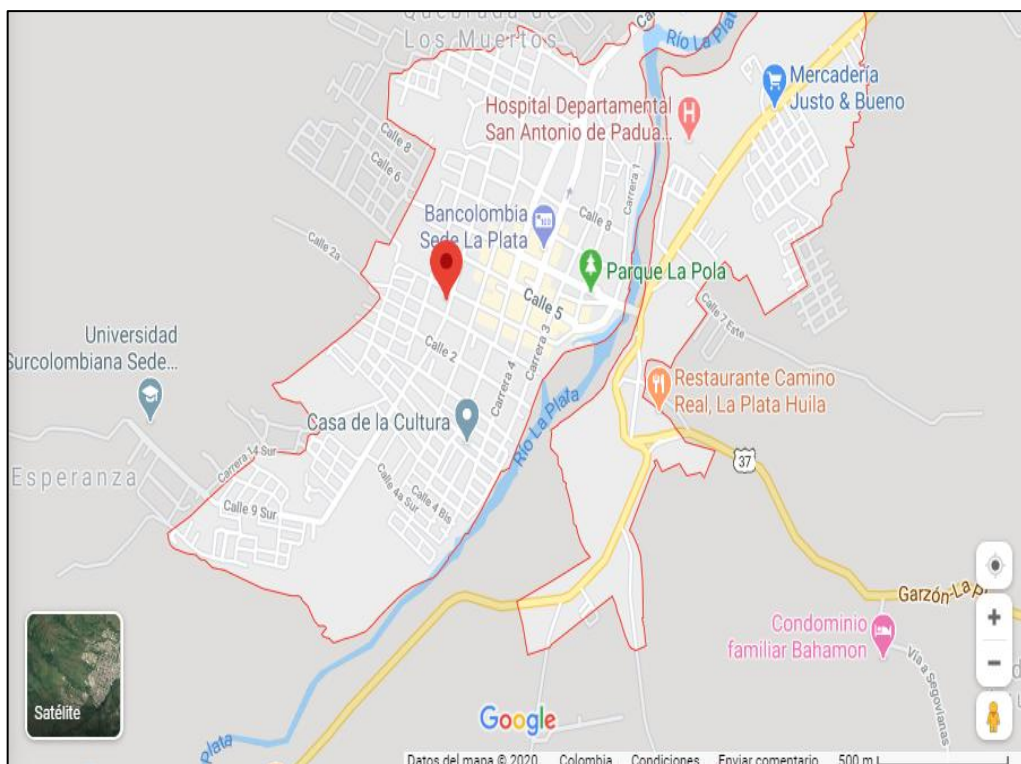 Quebrada de
Los Muertos
Río La Plata
Mercadería
Justo & Bueno
Hospital Departamental
San Antonio de Padua...
Calle 8
Calle 6
Carrera 1
Bancolombia
Sede La Plata
Calle 8
Calle 2a
Parque La Pola
Calle 5
Calle 7 Este
Universidad
Surcolombiana Sede...
Calle 2
Carrera 3
Carrera 4
Restaurante Camino
Real, La Plata Huila
Casa de la Cultura
Río La Plata
37
Esperanza
Carrera 14 Sur
Calle 4a Sur
Calle 4 Bis
Calle 9 Sur
Condominio
familiar Bahamon
Vía a Segovianas
Satélite
Google
Plata
Datos del mapa © 2020 Colombia Condiciones Enviar comentario 500 m